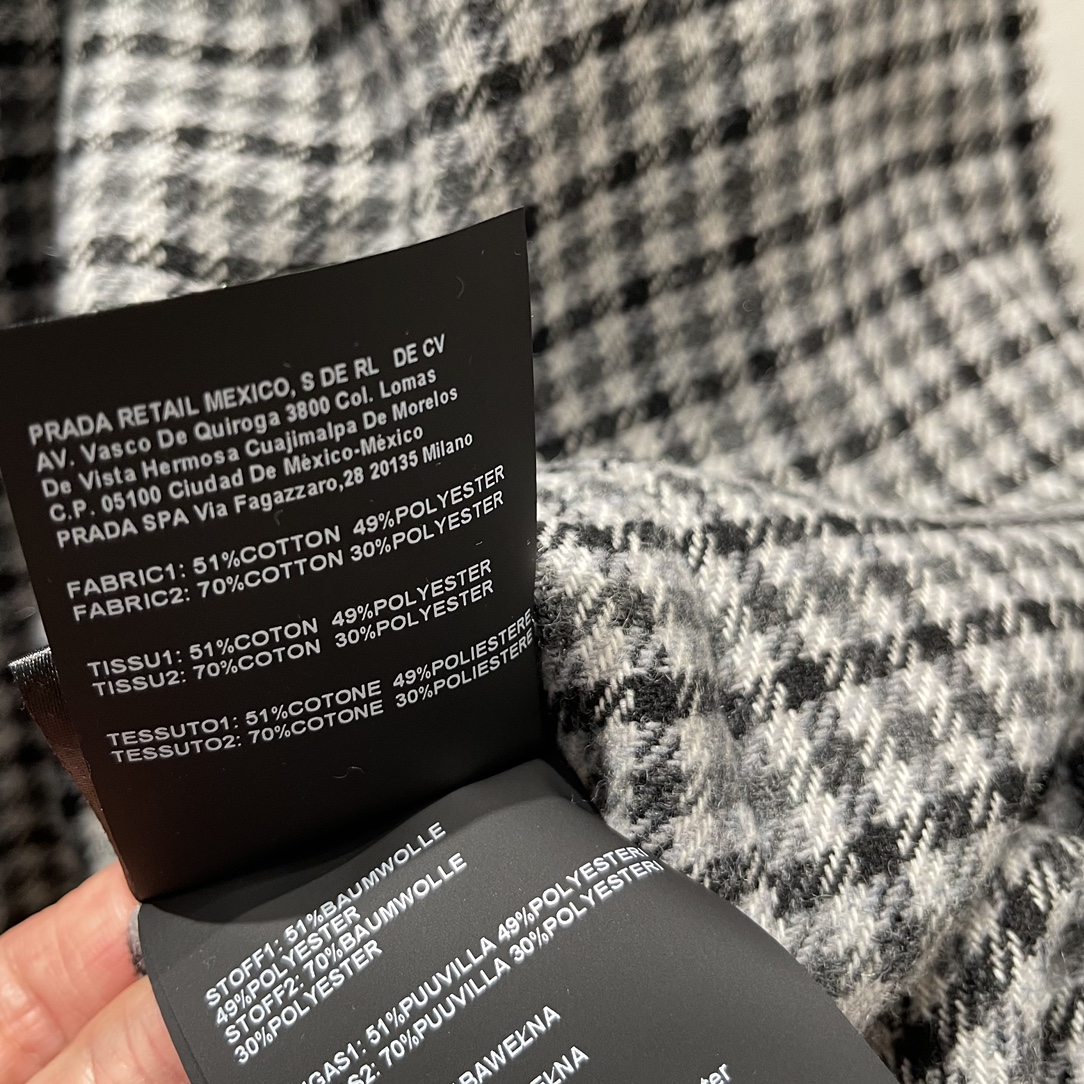 PRADA RETAIL MEXICO, S DE RL DE CV
AV. Vasco De Quiroga 3800 Col. Lomas
De Vista Hermosa Cuajimalpa De Morelos
C.P. 05100 Ciudad De México-México
PRADA SPA Via Fagazzaro,28 20135 Milano
FABRIC1: 51%COTTON 49%POLYESTER
FABRIC2: 70%COTTON 30%POLYESTER
TISSU1: 51%COTON 49%POLYESTER
TISSU2: 70%COTON 30%POLYESTER
TESSUTO1: 51%COTONE 49%POLIESTERE
TESSUTO2: 70%COTONE 30%POLIESTERE
STOFF1: 51%BAUMWOLLE
49%POLYESTER
STOFF2: 70%BAUMWOLLE
30%POLYESTER
51%PUUVILLA 49%POLYESTERI
70%PUUVILLA 30%POLYESTERI